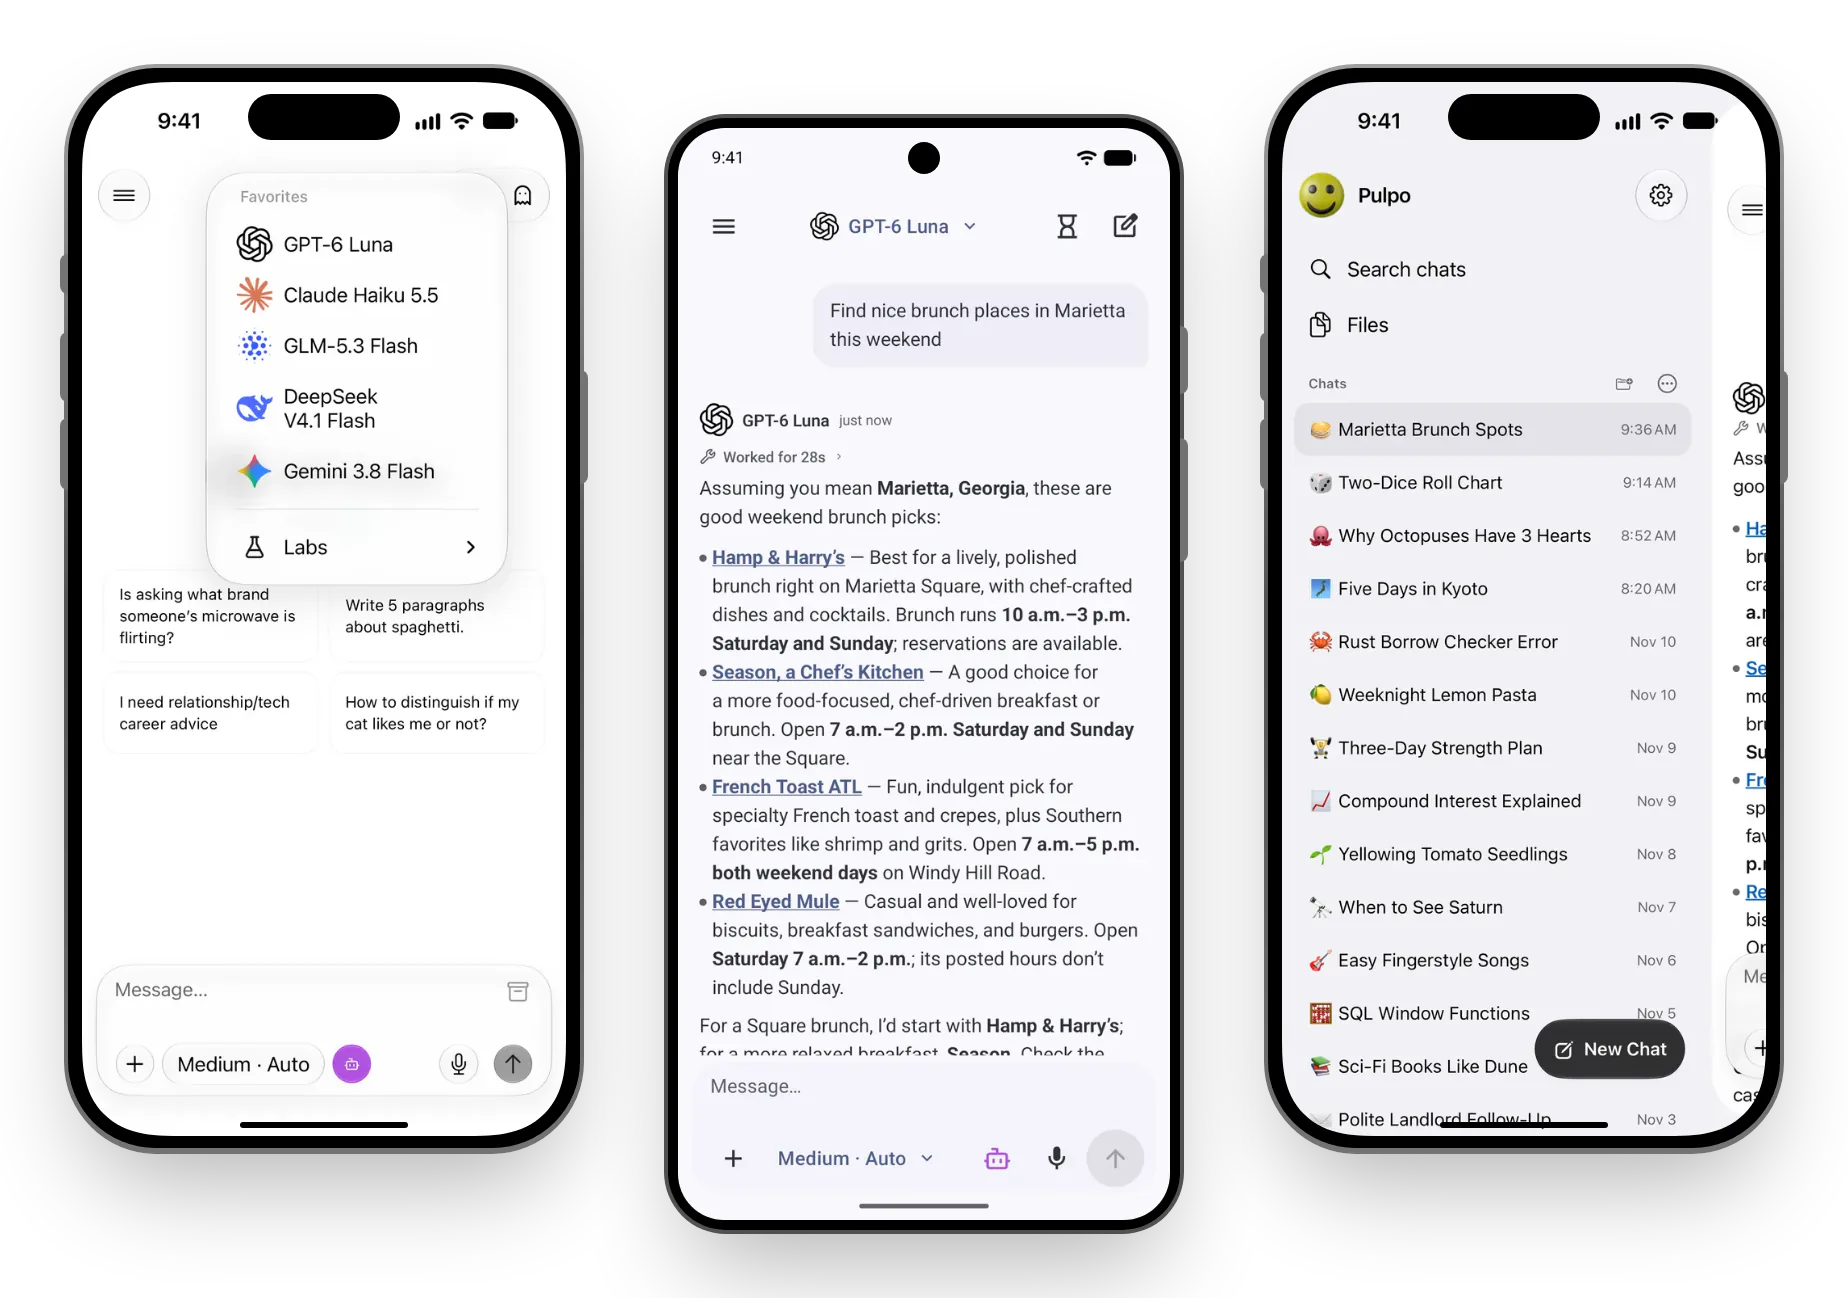 9:41
Favorites
GPT-6 Luna
Claude Haiku 5.5
GLM-5.3 Flash
DeepSeek
V4.1 Flash
Gemini 3.8 Flash
Labs
Is asking what brand
someone's microwave is
flirting?
Write 5 paragraphs
about spaghetti.
I need relationship/tech
career advice
How to distinguish if my
cat likes me or not?
Message...
Medium · Auto
9:41
GPT-6 Luna
Find nice brunch places in Marietta
this weekend
GPT-6 Luna just now
Worked for 28s
Assuming you mean Marietta, Georgia, these are
good weekend brunch picks:
• Hamp & Harry's — Best for a lively, polished
brunch right on Marietta Square, with chef-crafted
dishes and cocktails. Brunch runs 10 a.m.–3 p.m.
Saturday and Sunday; reservations are available.
• Season, a Chef's Kitchen — A good choice for
a more food-focused, chef-driven breakfast or
brunch. Open 7 a.m.–2 p.m. Saturday and Sunday
near the Square.
• French Toast ATL — Fun, indulgent pick for
specialty French toast and crepes, plus Southern
favorites like shrimp and grits. Open 7 a.m.–5 p.m.
both weekend days on Windy Hill Road.
• Red Eyed Mule — Casual and well-loved for
biscuits, breakfast sandwiches, and burgers. Open
Saturday 7 a.m.–2 p.m.; its posted hours don't
include Sunday.
For a Square brunch, I'd start with Hamp & Harry's;
for a more relaxed breakfast, Season. Check the
Message...
Medium · Auto
9:41
Pulpo
Search chats
Files
Chats
Marietta Brunch Spots 9:36 AM
Two-Dice Roll Chart 9:14 AM
Why Octopuses Have 3 Hearts 8:52 AM
Five Days in Kyoto 8:20 AM
Rust Borrow Checker Error Nov 10
Weeknight Lemon Pasta Nov 10
Three-Day Strength Plan Nov 9
Compound Interest Explained Nov 9
Yellowing Tomato Seedlings Nov 8
When to See Saturn Nov 7
Easy Fingerstyle Songs Nov 6
SQL Window Functions Nov 5
Sci-Fi Books Like Dune
New Chat
Polite Landlord Follow-Up Nov 3